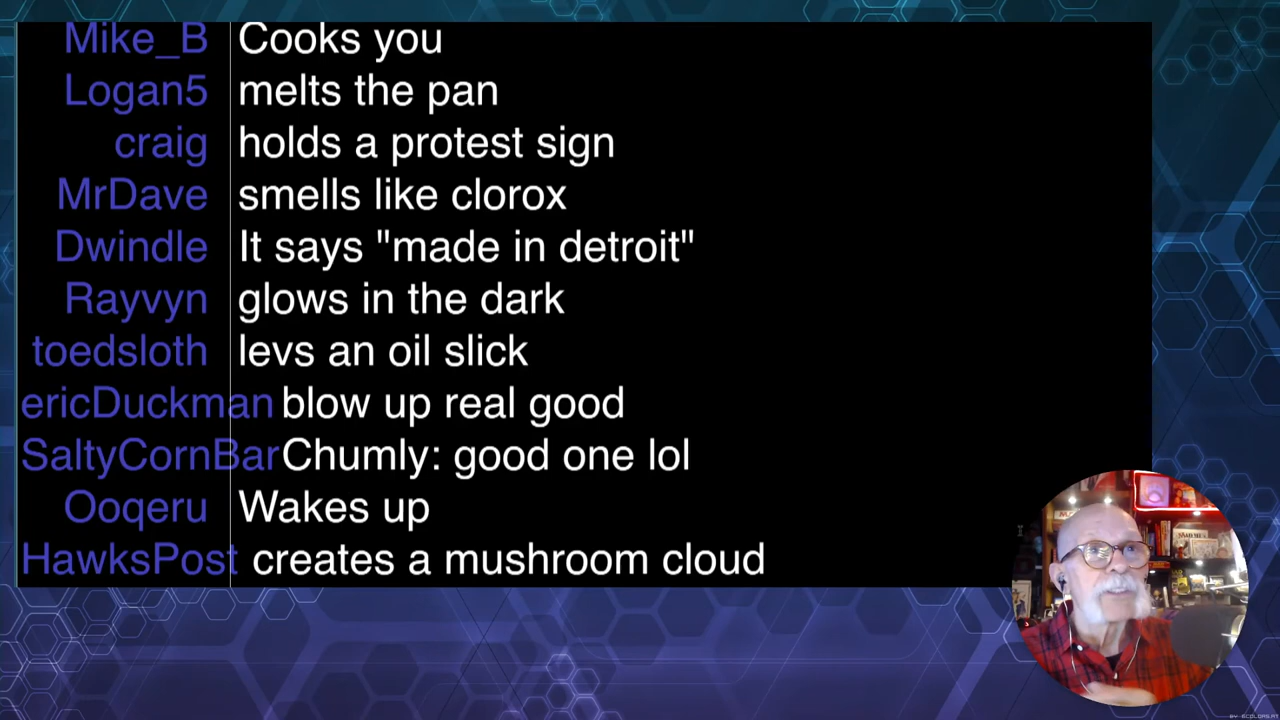 Mike_B Cooks you
Logan5 melts the pan
craig holds a protest sign
MrDave smells like clorox
Dwindle It says "made in detroit"
Rayvyn glows in the dark
toedsloth levs an oil slick
ericDuckman blow up real good
SaltyCornBar Chumly: good one lol
Ooqeru Wakes up
HawksPost creates a mushroom cloud